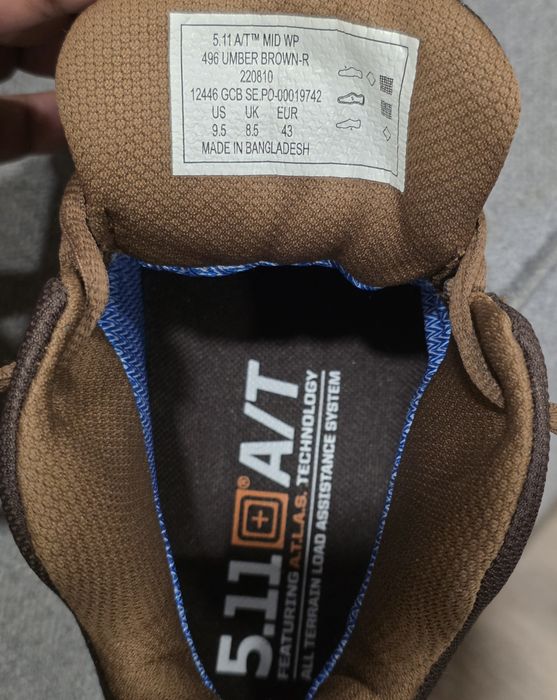 5.11 A/T™ MID WP
496 UMBER BROWN-R
220810
12446 GCB SE.PO-00019742
US UK EUR
9.5 8.5 43
MADE IN BANGLADESH
5.11® A/T
FEATURING A.T.L.A.S. TECHNOLOGY
ALL TERRAIN LOAD ASSISTANCE SYSTEM